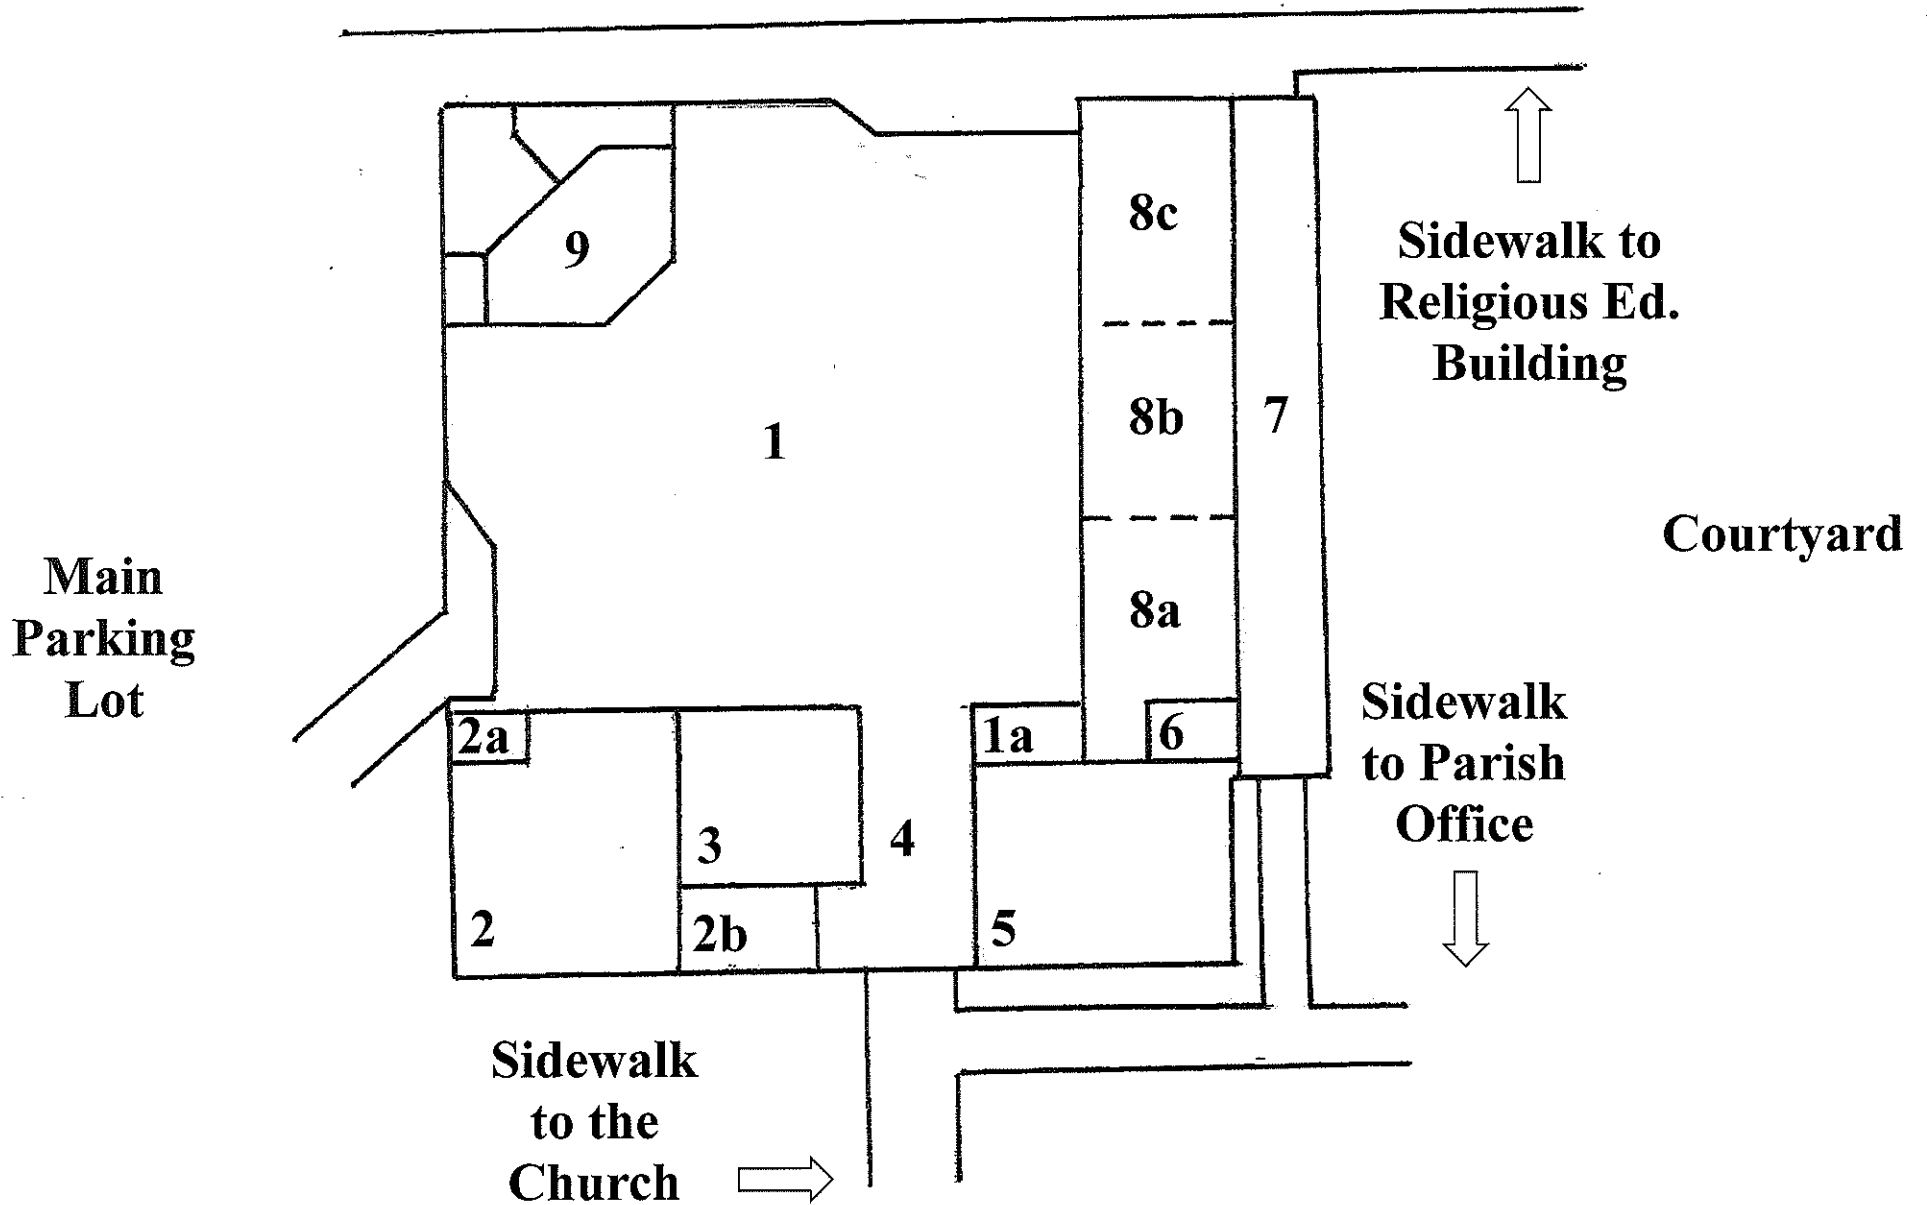 8c
9
Sidewalk to
Religious Ed.
Building
8b
7
1
Courtyard
Main
Parking
Lot
8a
Sidewalk
to Parish
Office
2a
1a
6
3
4
2
2b
5
Sidewalk
to the
Church